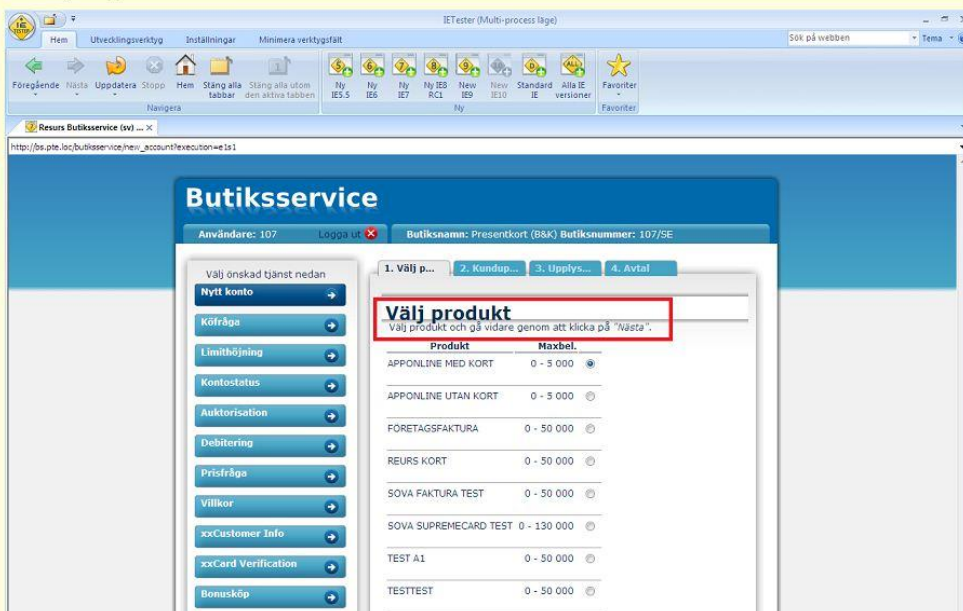 IETester (Multi-process läge)
Hem Utvecklingsverktyg Inställningar Minimera verktygsfält Sök på webben Tema
Föregående Nästa Uppdatera Stopp Hem Stäng alla tabbar Stäng alla utom den aktiva tabben Ny IE5.5 Ny IE6 Ny IE7 Ny IE8 RC1 New IE9 New IE10 Standard IE Alla IE versioner Favoriter
Navigera Ny Favoriter
Resurs Butiksservice (sv) ...
http://bs.pte.loc/butiksservice/new_account?execution=e1s1
Butiksservice
Användare: 107 Logga ut Butiksnamn: Presentkort (B&K) Butiksnummer: 107/SE
Välj önskad tjänst nedan
Nytt konto
Köfråga
Limithöjning
Kontostatus
Auktorisation
Debitering
Prisfråga
Villkor
xxCustomer Info
xxCard Verification
Bonusköp
1. Välj p... 2. Kundup... 3. Upplys... 4. Avtal
Välj produkt
Välj produkt och gå vidare genom att klicka på "Nästa".
Produkt Maxbel.
APPONLINE MED KORT 0 - 5 000
APPONLINE UTAN KORT 0 - 5 000
FÖRETAGSFAKTURA 0 - 50 000
REURS KORT 0 - 50 000
SOVA FAKTURA TEST 0 - 50 000
SOVA SUPREMECARD TEST 0 - 130 000
TEST A1 0 - 50 000
TESTTEST 0 - 50 000